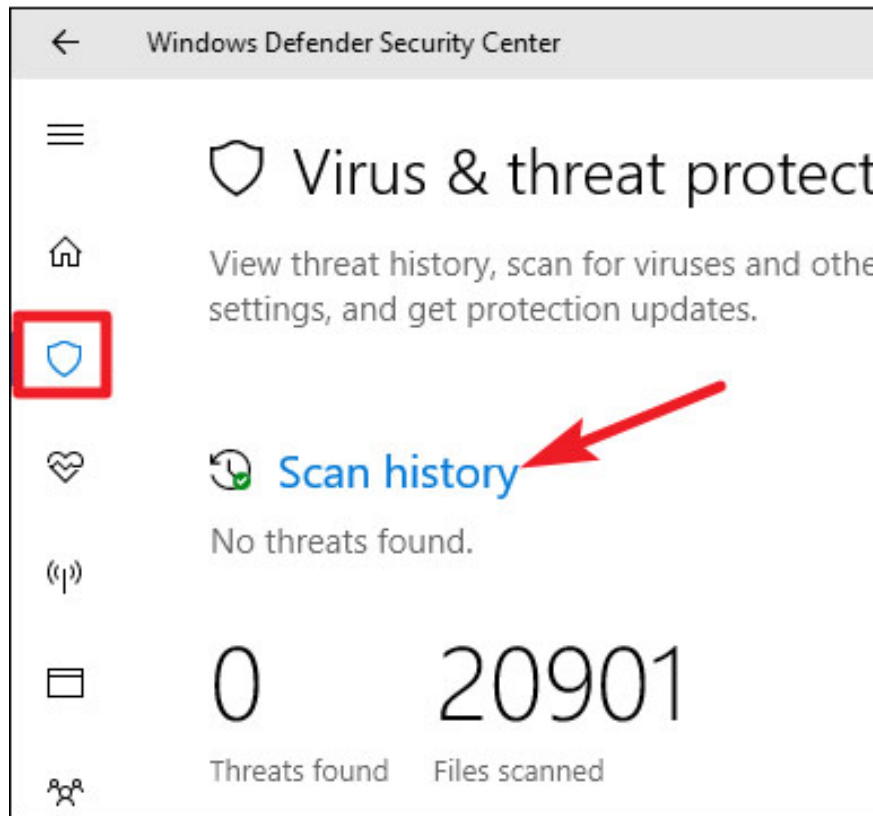 Windows Defender Security Center
Virus & threat protect
View threat history, scan for viruses and othe
settings, and get protection updates.
Scan history
No threats found.
0 20901
Threats found Files scanned